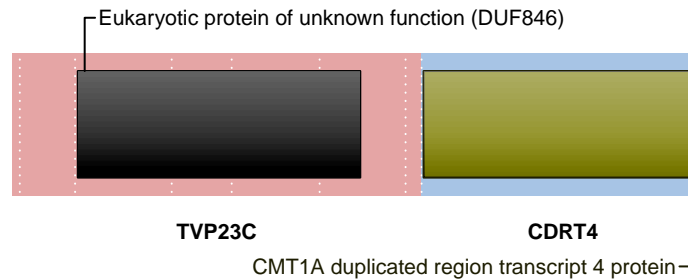 Eukaryotic protein of unknown function (DUF846)
TVP23C
CDRT4
CMT1A duplicated region transcript 4 protein